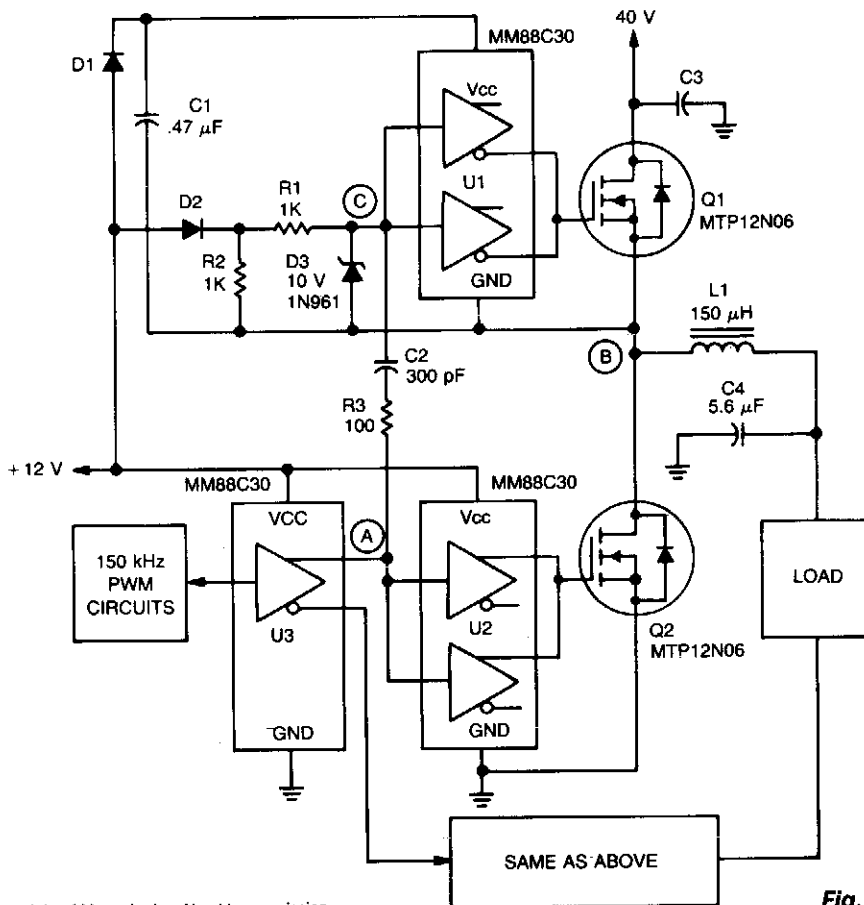 40 V
MM88C30
D1
C3
C1
.47 μF
Vcc
U1
D2
R1
1K
C
Q1
MTP12N06
R2
1K
D3
10 V
1N961
GND
L1
150 μH
B
C2
300 pF
C4
5.6 μF
R3
100
+ 12 V
MM88C30
MM88C30
VCC
A
Vcc
150 kHz
PWM
CIRCUITS
U3
U2
LOAD
Q2
MTP12N06
GND
GND
SAME AS ABOVE
Fig.